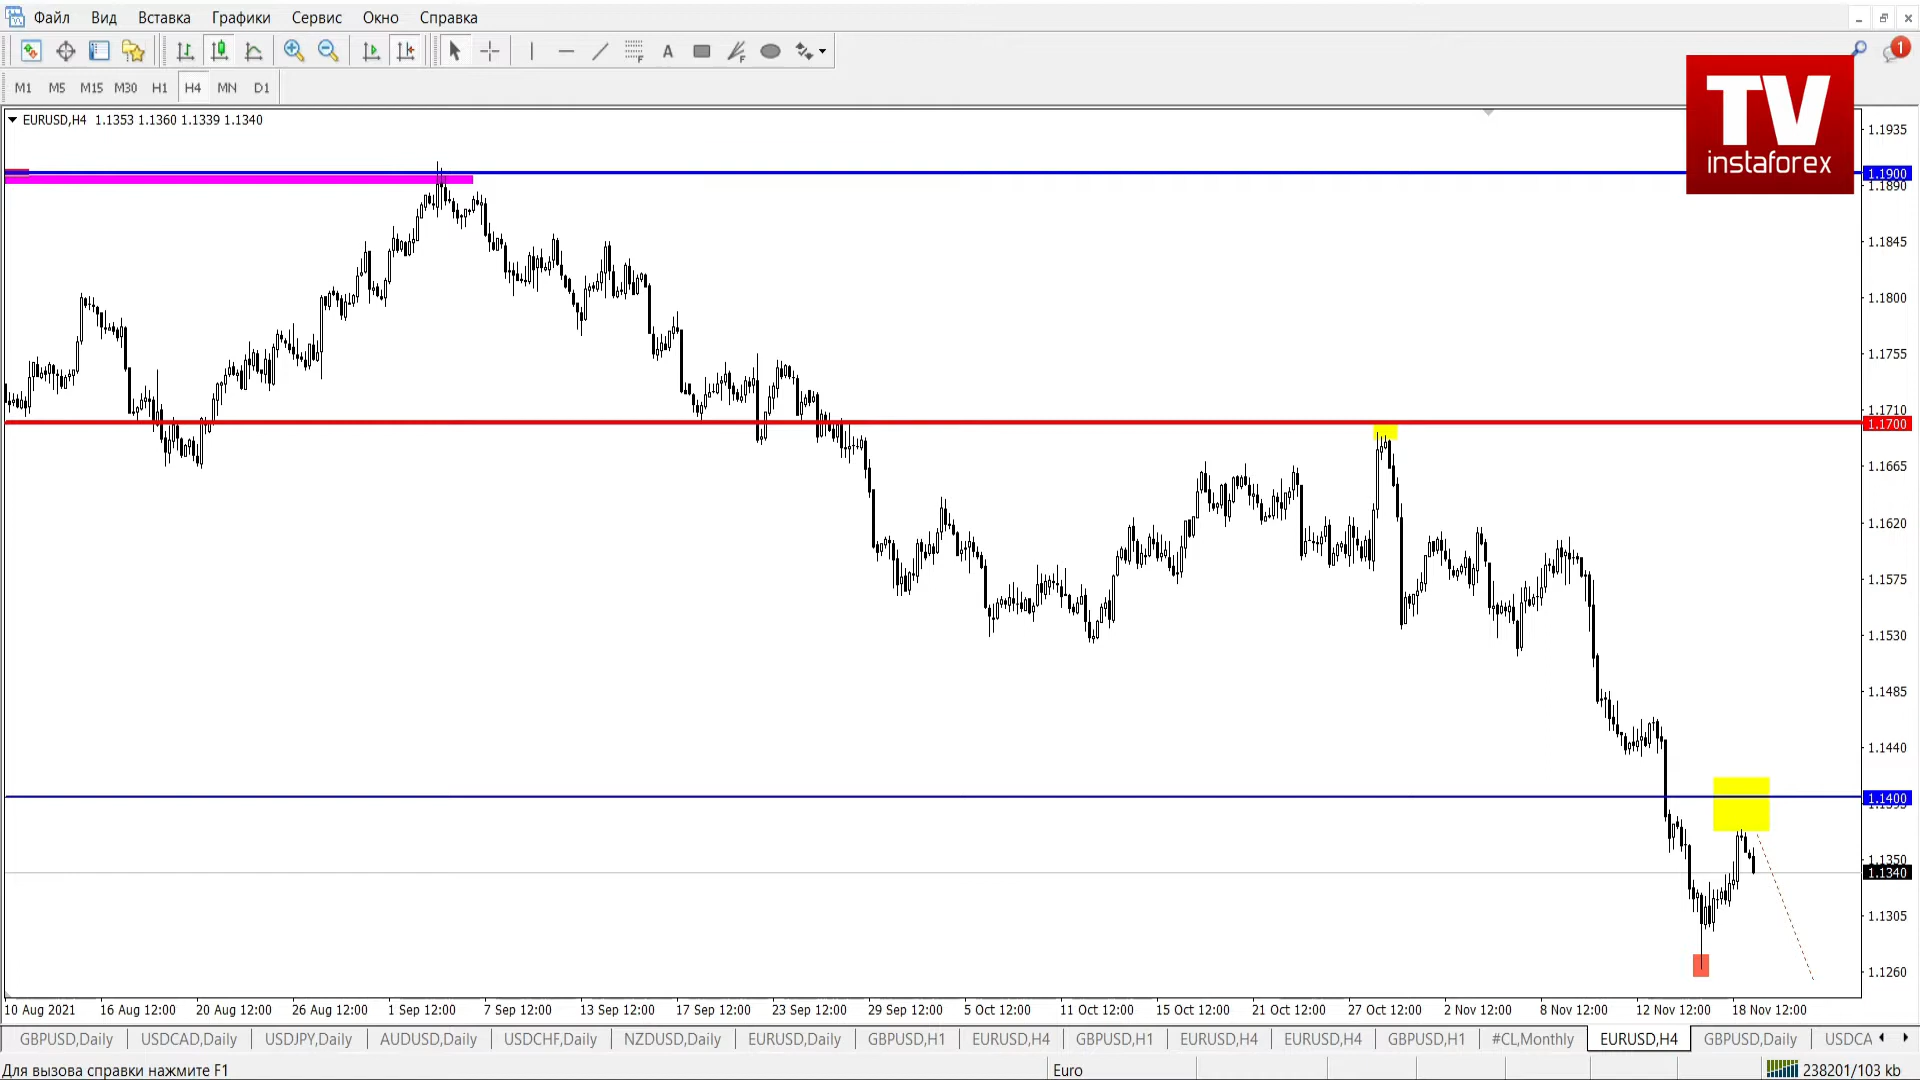 Файл Вид Вставка Графики Сервис Окно Справка
1
A
M1 M5 M15 M30 H1 H4 MN D1
TV
instaforex
EURUSD,H4 1.1353 1.1360 1.1339 1.1340
1.1935
1.1900
1.1890
1.1845
1.1800
1.1755
1.1710
1.1700
1.1665
1.1620
1.1575
1.1530
1.1485
1.1440
1.1400
1.1350
1.1340
1.1305
1.1260
10 Aug 2021 16 Aug 12:00 20 Aug 12:00 26 Aug 12:00 1 Sep 12:00 7 Sep 12:00 13 Sep 12:00 17 Sep 12:00 23 Sep 12:00 29 Sep 12:00 5 Oct 12:00 11 Oct 12:00 15 Oct 12:00 21 Oct 12:00 27 Oct 12:00 2 Nov 12:00 8 Nov 12:00 12 Nov 12:00 18 Nov 12:00
GBPUSD,Daily USDCAD,Daily USDJPY,Daily AUDUSD,Daily USDCHF,Daily NZDUSD,Daily EURUSD,Daily GBPUSD,H1 EURUSD,H4 GBPUSD,H1 EURUSD,H4 EURUSD,H4 GBPUSD,H1 #CL,Monthly EURUSD,H4 GBPUSD,Daily USDCA
Для вызова справки нажмите F1 Euro 238201/103 kb